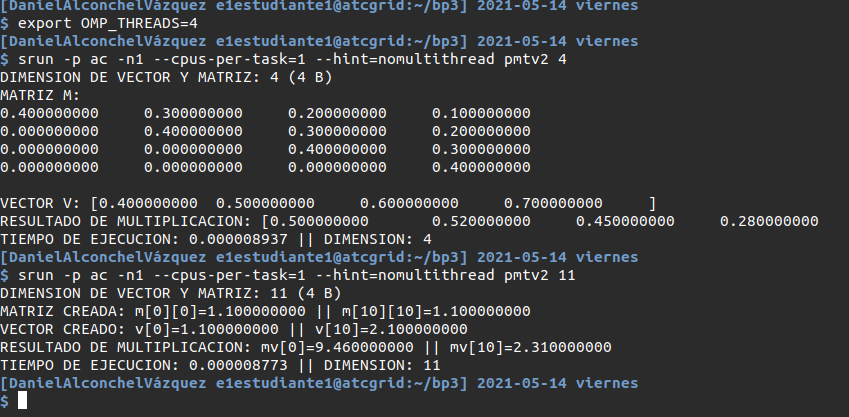 [DanielAlconchelVázquez e1estudiante1@atcgrid:~/bp3] 2021-05-14 viernes
$ export OMP_THREADS=4
[DanielAlconchelVázquez e1estudiante1@atcgrid:~/bp3] 2021-05-14 viernes
$ srun -p ac -n1 --cpus-per-task=1 --hint=nomultithread pmtv2 4
DIMENSION DE VECTOR Y MATRIZ: 4 (4 B)
MATRIZ M:
0.400000000 0.300000000 0.200000000 0.100000000
0.000000000 0.400000000 0.300000000 0.200000000
0.000000000 0.000000000 0.400000000 0.300000000
0.000000000 0.000000000 0.000000000 0.400000000
VECTOR V: [0.400000000 0.500000000 0.600000000 0.700000000 ]
RESULTADO DE MULTIPLICACION: [0.500000000 0.520000000 0.450000000 0.280000000
TIEMPO DE EJECUCION: 0.000008937 || DIMENSION: 4
[DanielAlconchelVázquez e1estudiante1@atcgrid:~/bp3] 2021-05-14 viernes
$ srun -p ac -n1 --cpus-per-task=1 --hint=nomultithread pmtv2 11
DIMENSION DE VECTOR Y MATRIZ: 11 (4 B)
MATRIZ CREADA: m[0][0]=1.100000000 || m[10][10]=1.100000000
VECTOR CREADO: v[0]=1.100000000 || v[10]=2.100000000
RESULTADO DE MULTIPLICACION: mv[0]=9.460000000 || mv[10]=2.310000000
TIEMPO DE EJECUCION: 0.000008773 || DIMENSION: 11
[DanielAlconchelVázquez e1estudiante1@atcgrid:~/bp3] 2021-05-14 viernes
$